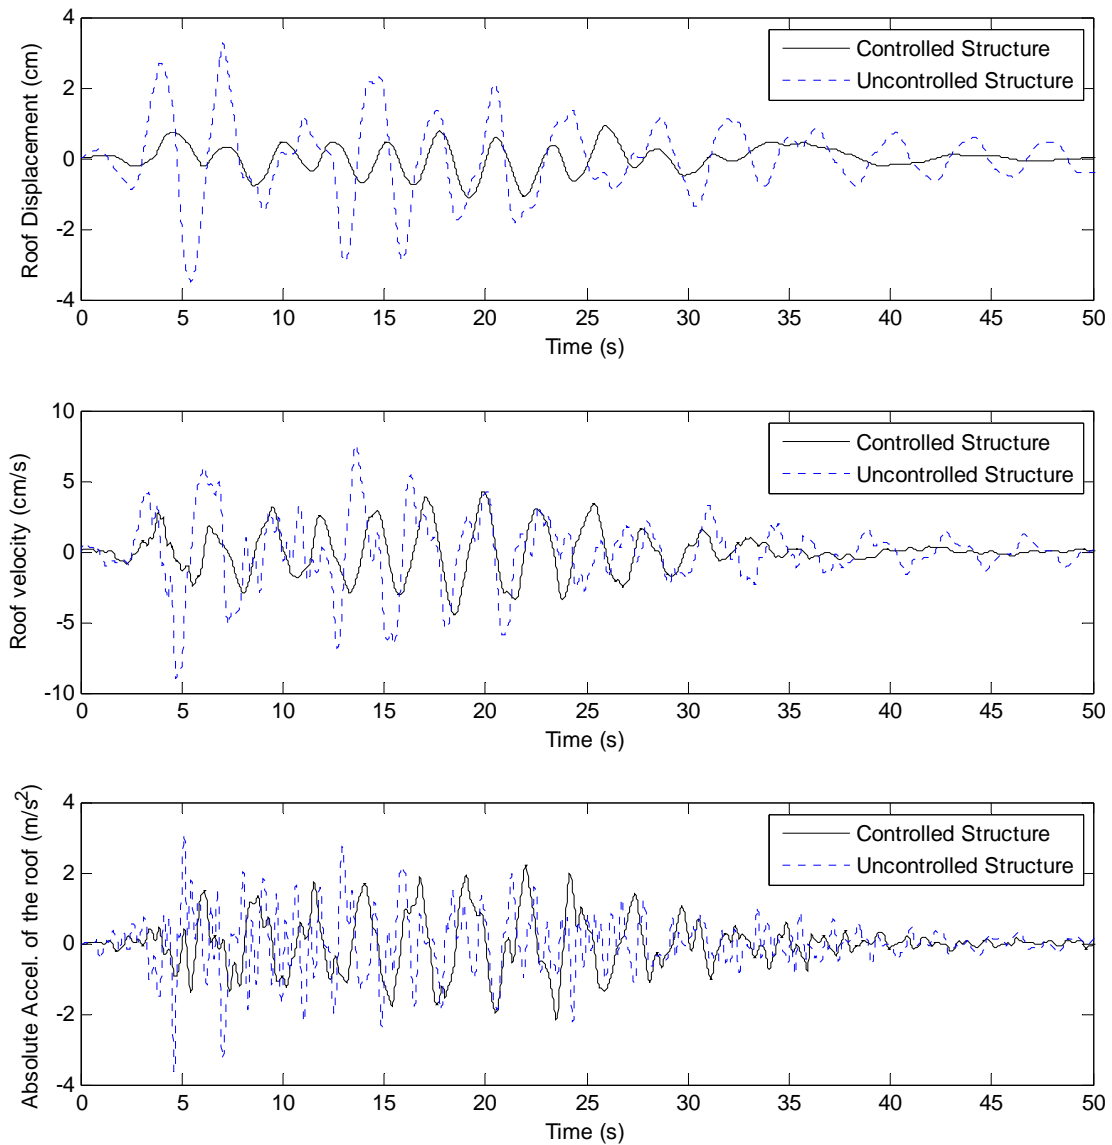 4
2
0
-2
-4
Roof Displacement (cm)
Controlled Structure
Uncontrolled Structure
0 5 10 15 20 25 30 35 40 45 50
Time (s)
10
5
0
-5
-10
Roof velocity (cm/s)
Controlled Structure
Uncontrolled Structure
0 5 10 15 20 25 30 35 40 45 50
Time (s)
4
2
0
-2
-4
Absolute Accel. of the roof (m/s²)
Controlled Structure
Uncontrolled Structure
0 5 10 15 20 25 30 35 40 45 50
Time (s)